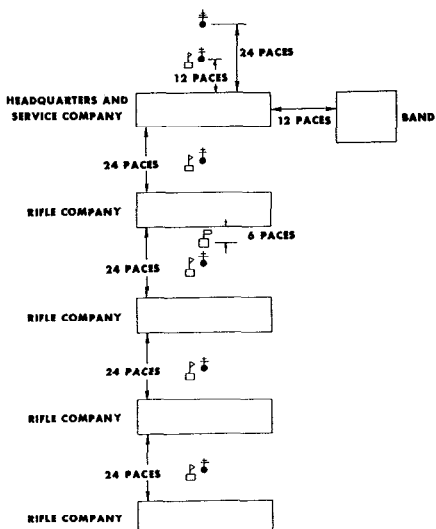 24 PACES
12 PACES
HEADQUARTERS AND
SERVICE COMPANY
12 PACES
BAND
24 PACES
RIFLE COMPANY
6 PACES
24 PACES
RIFLE COMPANY
24 PACES
RIFLE COMPANY
24 PACES
RIFLE COMPANY